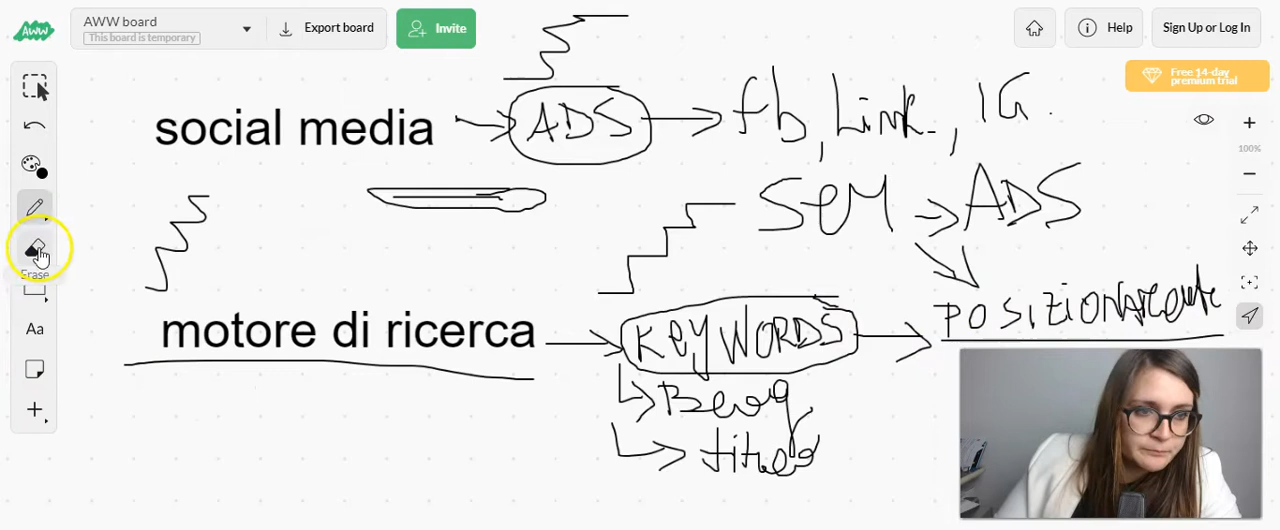 AWW
AWW board
This board is temporary
Export board
Invite
Help
Sign Up or Log In
Free 14-day
premium trial
100%
social media
ADS
fb, Link., IG.
SEM
ADS
Erase
motore di ricerca
KEYWORDS
POSIZIONAMENTO
Blog
titolo
Aa